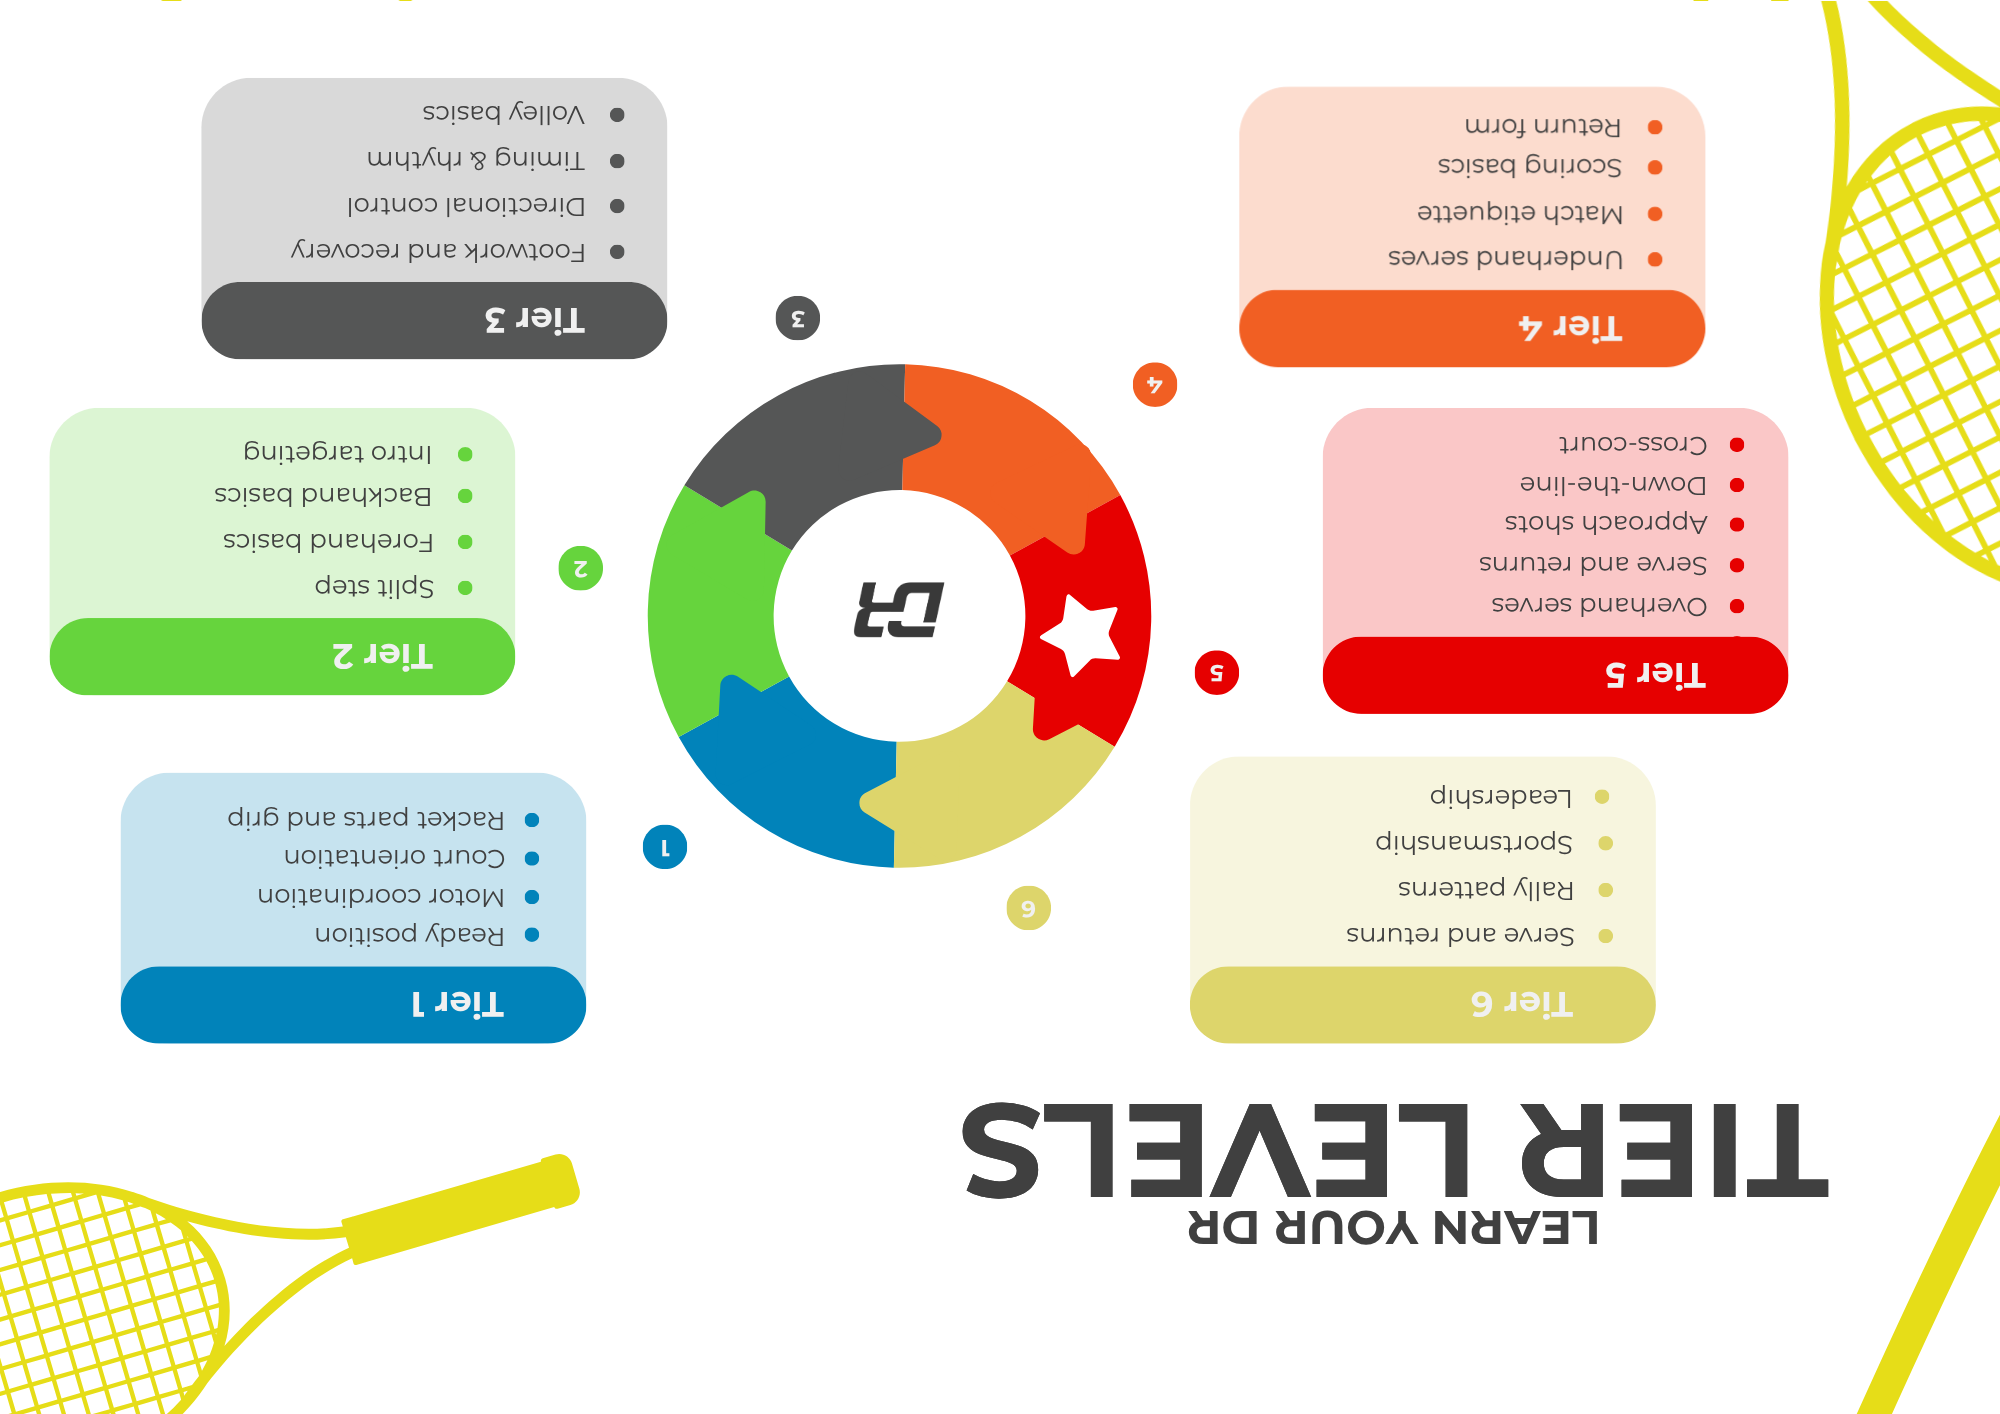 LEARN YOUR DR
TIER LEVELS
Tier 6
Serve and returns
Rally patterns
Sportsmanship
Leadership
Tier 1
Ready position
Motor coordination
Court orientation
Racket parts and grip
Tier 5
Overhand serves
Serve and returns
Approach shots
Down-the-line
Cross-court
Tier 2
Split step
Forehand basics
Backhand basics
Intro targeting
Tier 4
Underhand serves
Match etiquette
Scoring basics
Return form
Tier 3
Footwork and recovery
Directional control
Timing & rhythm
Volley basics
6
1
5
2
4
3
DR